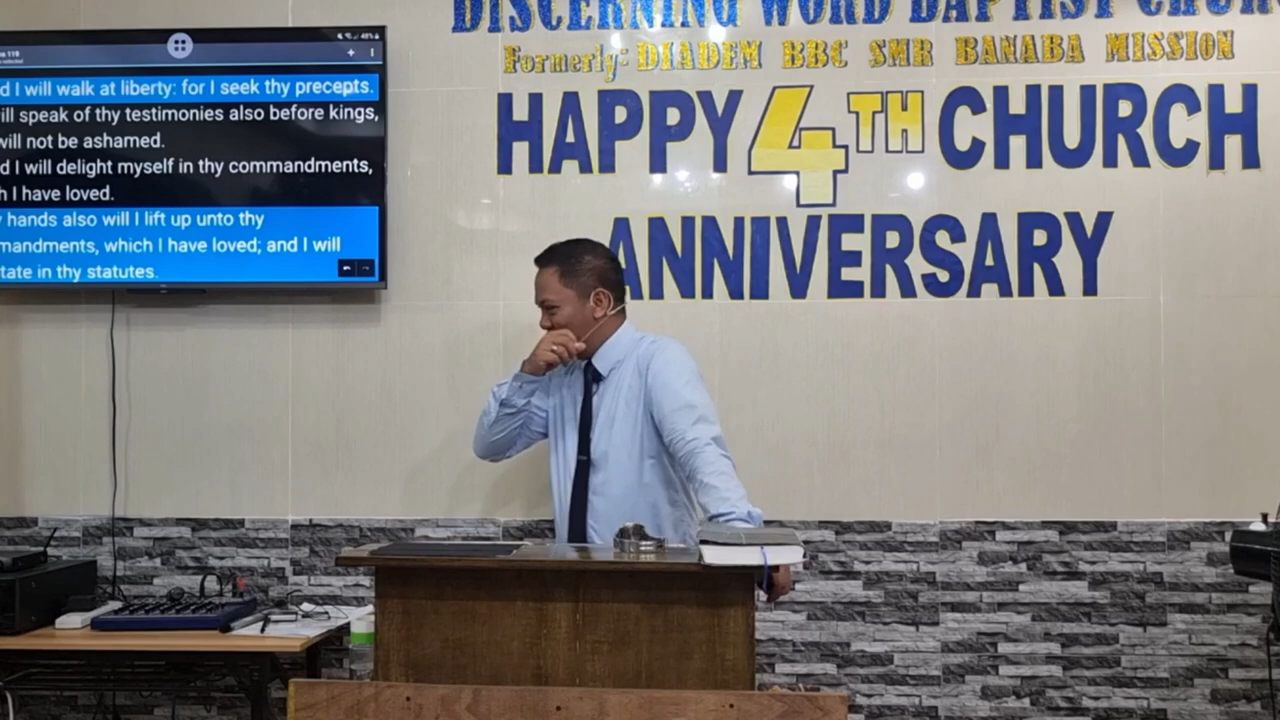 48%
119
d I will walk at liberty: for I seek thy precepts.
ill speak of thy testimonies also before kings,
will not be ashamed.
d I will delight myself in thy commandments,
h I have loved.
hands also will I lift up unto thy
mandments, which I have loved; and I will
tate in thy statutes.
DISCERNING WORD BAPTIST CHUR
Formerly: DIADEM BBC SMR BANABA MISSION
HAPPY 4TH CHURCH
ANNIVERSARY